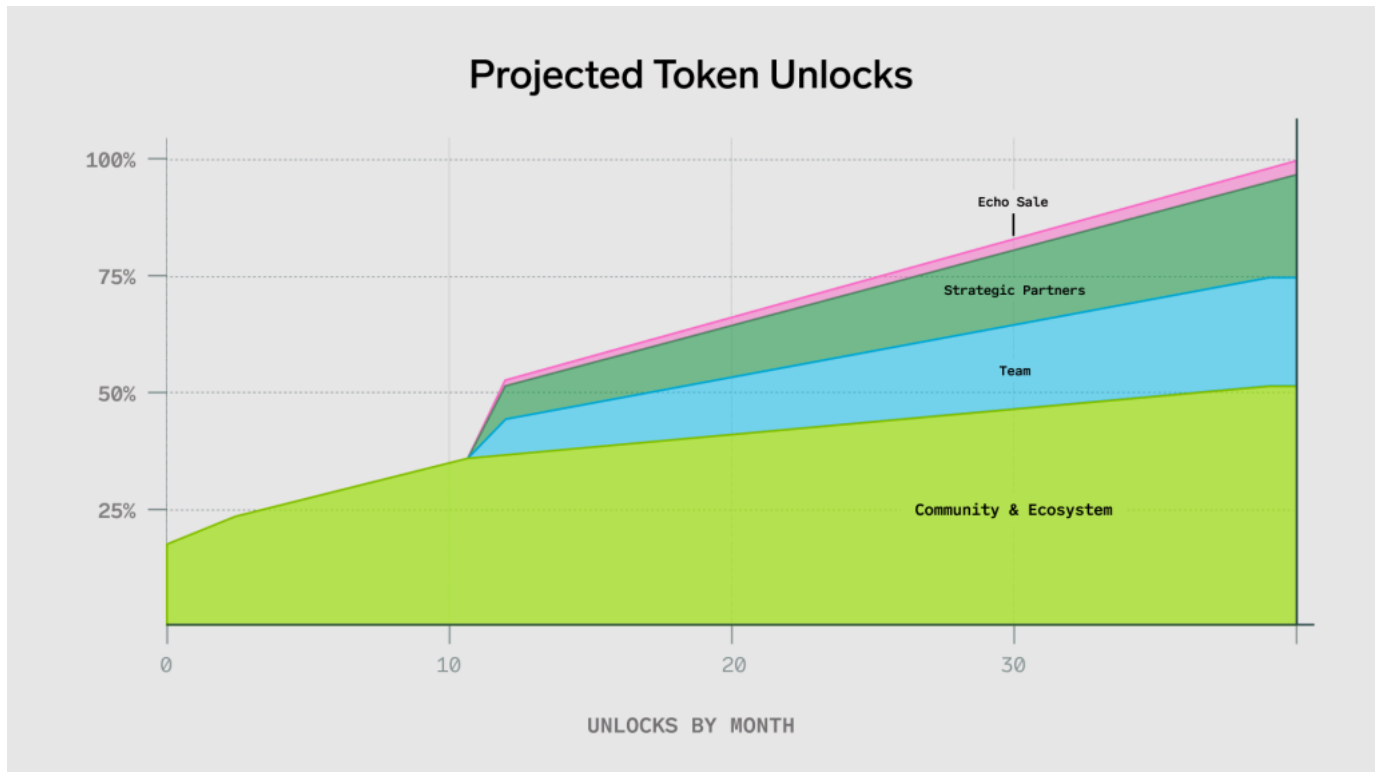 Projected Token Unlocks
100%
Echo Sale
75%
Strategic Partners
Team
50%
Community & Ecosystem
25%
0 10 20 30
UNLOCKS BY MONTH